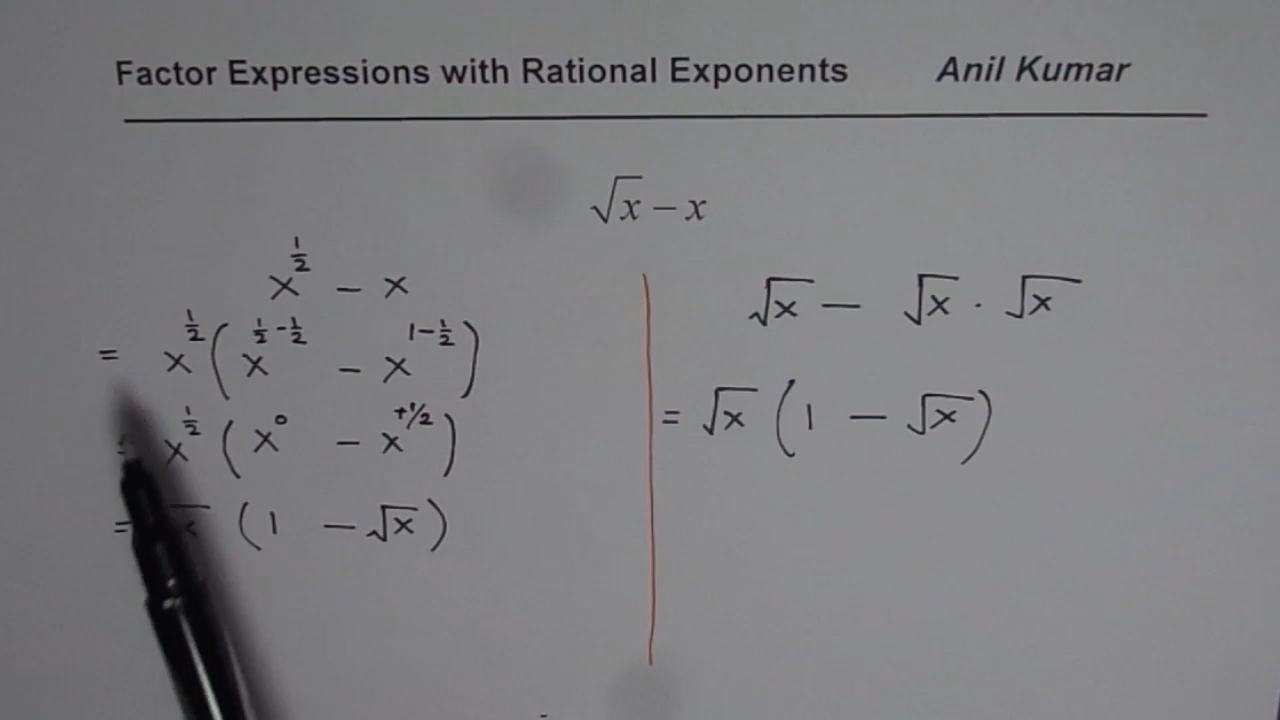 Factor Expressions with Rational Exponents Anil Kumar
√x − x
x^(1/2) − x
= x^(1/2) (x^(1/2 − 1/2) − x^(1 − 1/2))
= x^(1/2) (x^0 − x^(+1/2))
= √x (1 − √x)
√x − √x · √x
= √x (1 − √x)